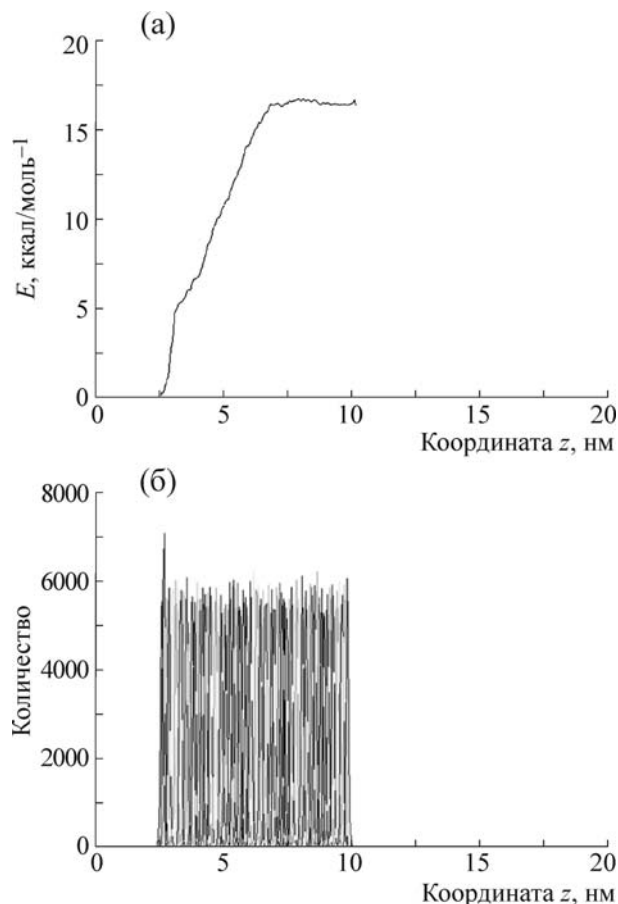 (а)
20
15
10
5
0
E, ккал/моль⁻¹
0 5 10 15 20
Координата z, нм
(б)
8000
6000
4000
2000
0
Количество
0 5 10 15 20
Координата z, нм